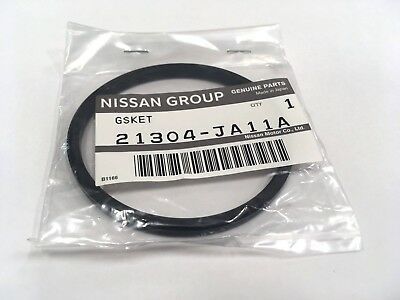 NISSAN GROUP
GENUINE PARTS
Made in Japan
GSKET
QTY 1
21304-JA11A
Nissan Motor Co., Ltd.
B1166